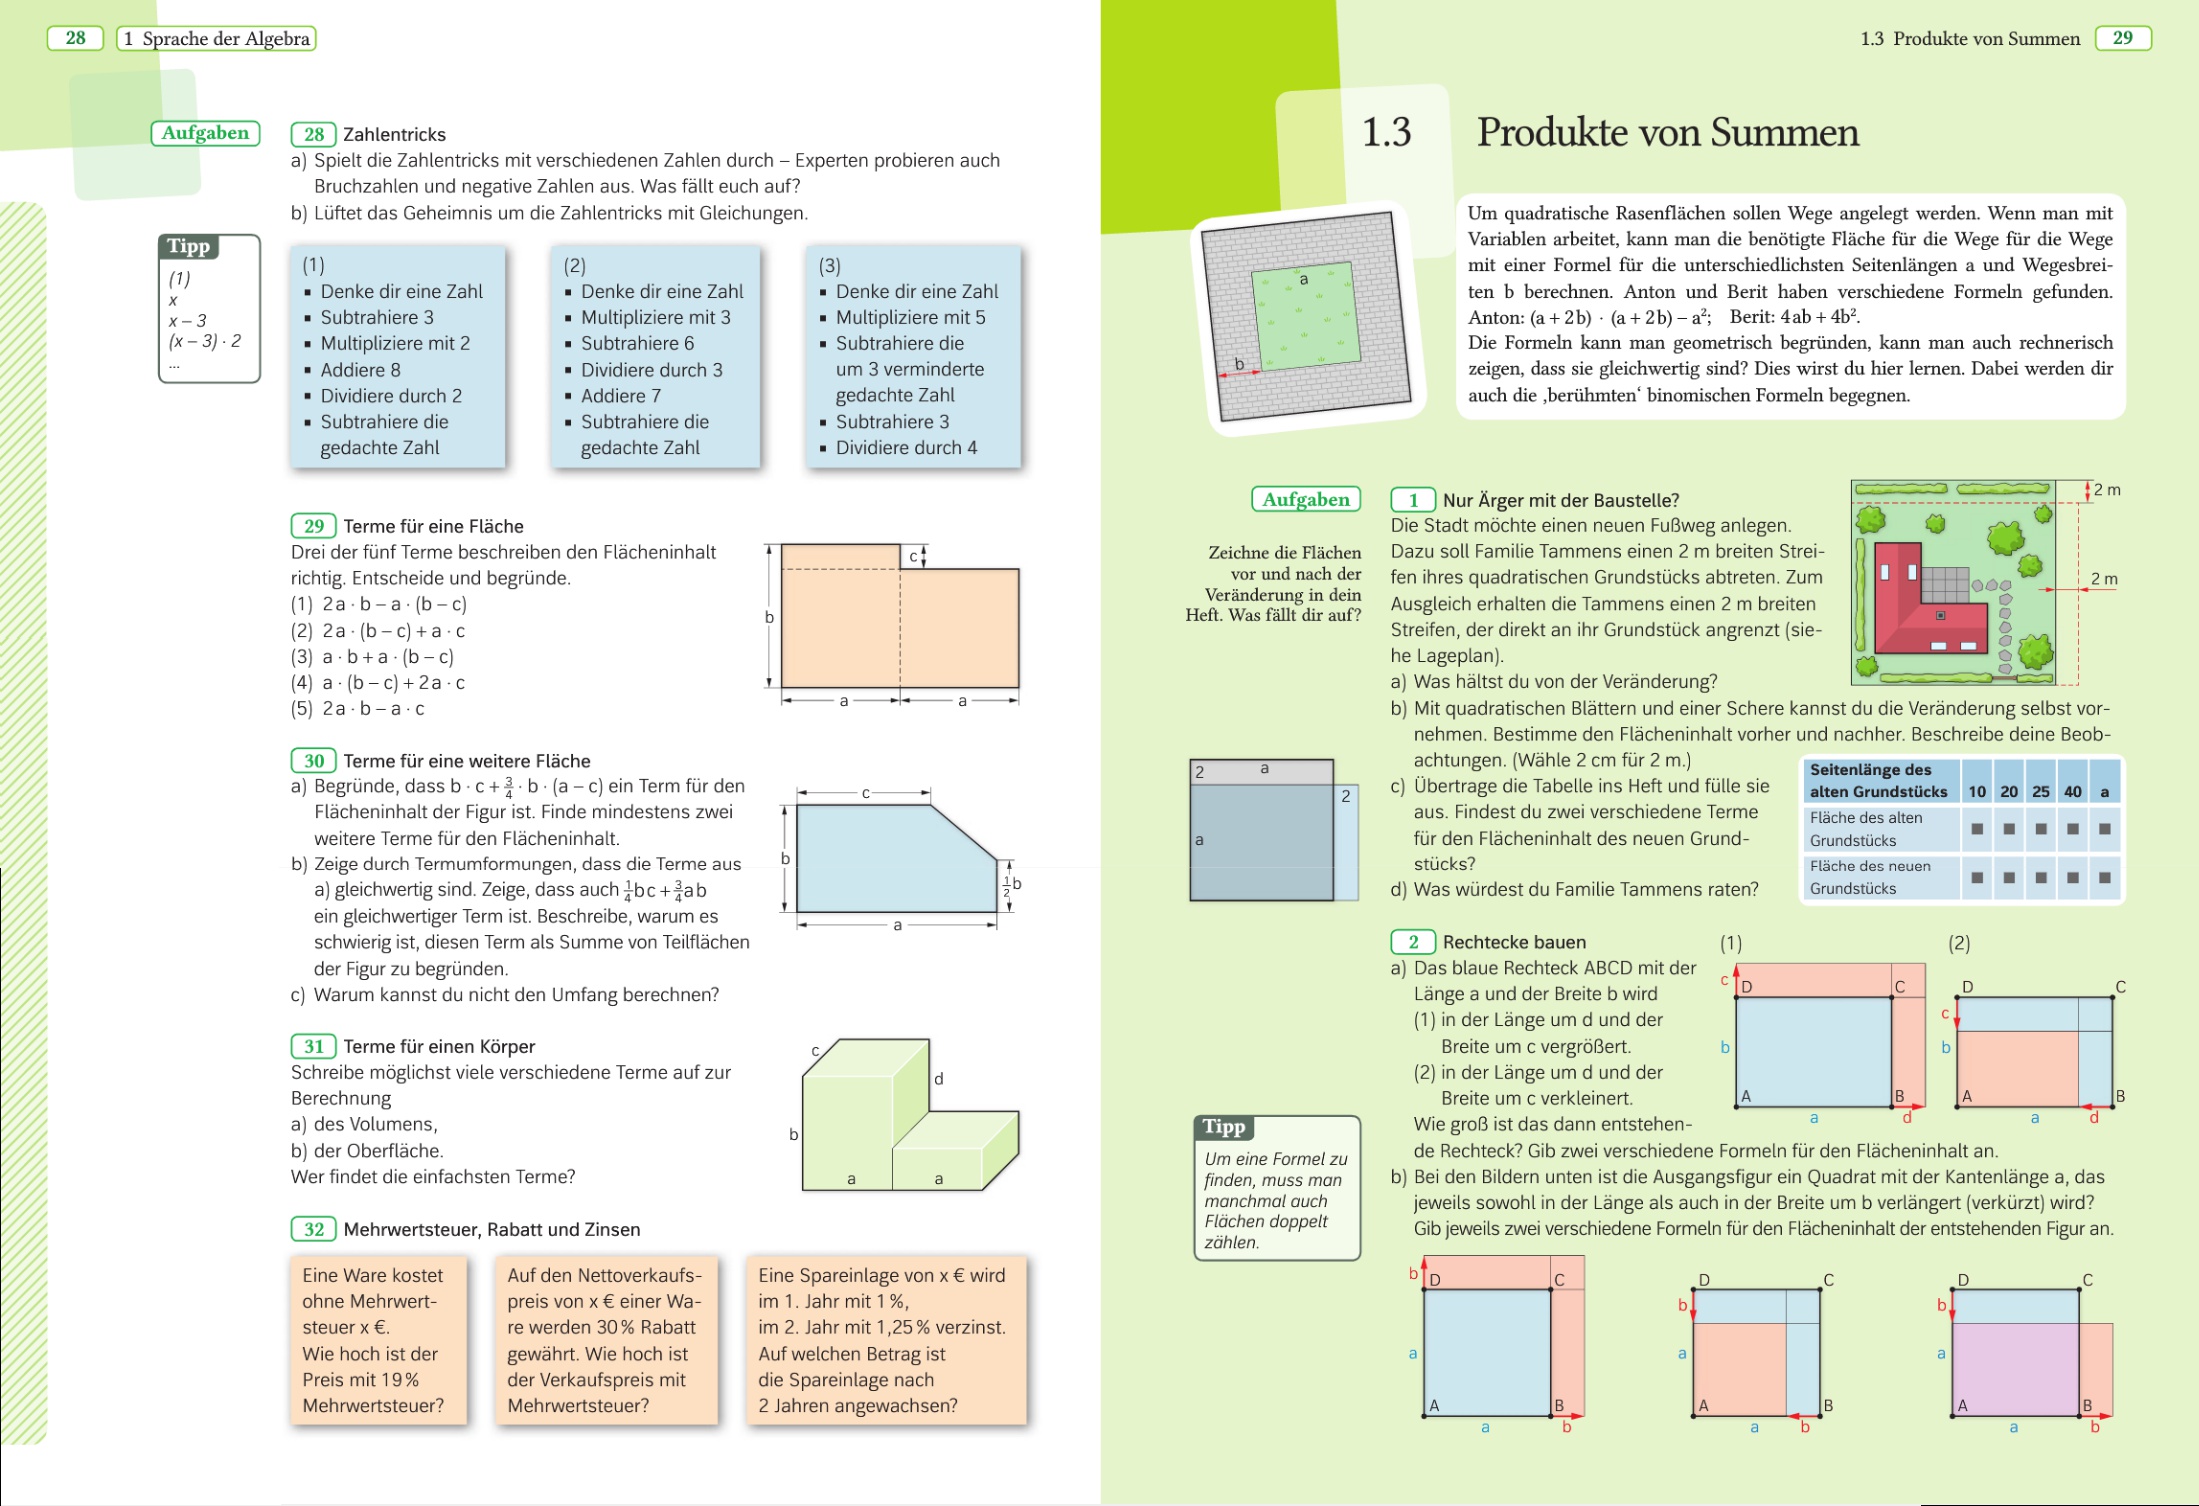 28
1 Sprache der Algebra
Aufgaben
28 Zahlentricks
a) Spielt die Zahlentricks mit verschiedenen Zahlen durch – Experten probieren auch
Bruchzahlen und negative Zahlen aus. Was fällt euch auf?
b) Lüftet das Geheimnis um die Zahlentricks mit Gleichungen.
Tipp
(1)
x
x – 3
(x – 3) · 2
...
(1)
▪ Denke dir eine Zahl
▪ Subtrahiere 3
▪ Multipliziere mit 2
▪ Addiere 8
▪ Dividiere durch 2
▪ Subtrahiere die
gedachte Zahl
(2)
▪ Denke dir eine Zahl
▪ Multipliziere mit 3
▪ Subtrahiere 6
▪ Dividiere durch 3
▪ Addiere 7
▪ Subtrahiere die
gedachte Zahl
(3)
▪ Denke dir eine Zahl
▪ Multipliziere mit 5
▪ Subtrahiere die
um 3 verminderte
gedachte Zahl
▪ Subtrahiere 3
▪ Dividiere durch 4
29 Terme für eine Fläche
Drei der fünf Terme beschreiben den Flächeninhalt
richtig. Entscheide und begründe.
(1) 2a · b – a · (b – c)
(2) 2a · (b – c) + a · c
(3) a · b + a · (b – c)
(4) a · (b – c) + 2a · c
(5) 2a · b – a · c
c
b
a
a
30 Terme für eine weitere Fläche
a) Begründe, dass b · c + 3/4 · b · (a – c) ein Term für den
Flächeninhalt der Figur ist. Finde mindestens zwei
weitere Terme für den Flächeninhalt.
b) Zeige durch Termumformungen, dass die Terme aus
a) gleichwertig sind. Zeige, dass auch 1/4 bc + 3/4 ab
ein gleichwertiger Term ist. Beschreibe, warum es
schwierig ist, diesen Term als Summe von Teilflächen
der Figur zu begründen.
c) Warum kannst du nicht den Umfang berechnen?
c
b
1/2 b
a
31 Terme für einen Körper
Schreibe möglichst viele verschiedene Terme auf zur
Berechnung
a) des Volumens,
b) der Oberfläche.
Wer findet die einfachsten Terme?
c
d
b
a
a
32 Mehrwertsteuer, Rabatt und Zinsen
Eine Ware kostet
ohne Mehrwert-
steuer x €.
Wie hoch ist der
Preis mit 19 %
Mehrwertsteuer?
Auf den Nettoverkaufs-
preis von x € einer Wa-
re werden 30 % Rabatt
gewährt. Wie hoch ist
der Verkaufspreis mit
Mehrwertsteuer?
Eine Spareinlage von x € wird
im 1. Jahr mit 1 %,
im 2. Jahr mit 1,25 % verzinst.
Auf welchen Betrag ist
die Spareinlage nach
2 Jahren angewachsen?
1.3 Produkte von Summen
29
1.3 Produkte von Summen
a
b
Um quadratische Rasenflächen sollen Wege angelegt werden. Wenn man mit
Variablen arbeitet, kann man die benötigte Fläche für die Wege für die Wege
mit einer Formel für die unterschiedlichsten Seitenlängen a und Wegesbrei-
ten b berechnen. Anton und Berit haben verschiedene Formeln gefunden.
Anton: (a + 2b) · (a + 2b) – a²; Berit: 4ab + 4b².
Die Formeln kann man geometrisch begründen, kann man auch rechnerisch
zeigen, dass sie gleichwertig sind? Dies wirst du hier lernen. Dabei werden dir
auch die ‚berühmten‘ binomischen Formeln begegnen.
Aufgaben
Zeichne die Flächen
vor und nach der
Veränderung in dein
Heft. Was fällt dir auf?
1 Nur Ärger mit der Baustelle?
Die Stadt möchte einen neuen Fußweg anlegen.
Dazu soll Familie Tammens einen 2 m breiten Strei-
fen ihres quadratischen Grundstücks abtreten. Zum
Ausgleich erhalten die Tammens einen 2 m breiten
Streifen, der direkt an ihr Grundstück angrenzt (sie-
he Lageplan).
2 m
2 m
a) Was hältst du von der Veränderung?
b) Mit quadratischen Blättern und einer Schere kannst du die Veränderung selbst vor-
nehmen. Bestimme den Flächeninhalt vorher und nachher. Beschreibe deine Beob-
achtungen. (Wähle 2 cm für 2 m.)
c) Übertrage die Tabelle ins Heft und fülle sie
aus. Findest du zwei verschiedene Terme
für den Flächeninhalt des neuen Grund-
stücks?
d) Was würdest du Familie Tammens raten?
2
a
2
a
Seitenlänge des
alten Grundstücks 10 20 25 40 a
Fläche des alten
Grundstücks ■ ■ ■ ■ ■
Fläche des neuen
Grundstücks ■ ■ ■ ■ ■
2 Rechtecke bauen
a) Das blaue Rechteck ABCD mit der
Länge a und der Breite b wird
(1) in der Länge um d und der
Breite um c vergrößert.
(2) in der Länge um d und der
Breite um c verkleinert.
Wie groß ist das dann entstehen-
de Rechteck? Gib zwei verschiedene Formeln für den Flächeninhalt an.
(1)
c
D
C
b
A
B
a
d
(2)
D
C
c
b
A
B
a
d
Tipp
Um eine Formel zu
finden, muss man
manchmal auch
Flächen doppelt
zählen.
b) Bei den Bildern unten ist die Ausgangsfigur ein Quadrat mit der Kantenlänge a, das
jeweils sowohl in der Länge als auch in der Breite um b verlängert (verkürzt) wird?
Gib jeweils zwei verschiedene Formeln für den Flächeninhalt der entstehenden Figur an.
b
D
C
a
A
B
a
b
D
C
b
a
A
B
a
b
D
C
b
a
A
B
a
b